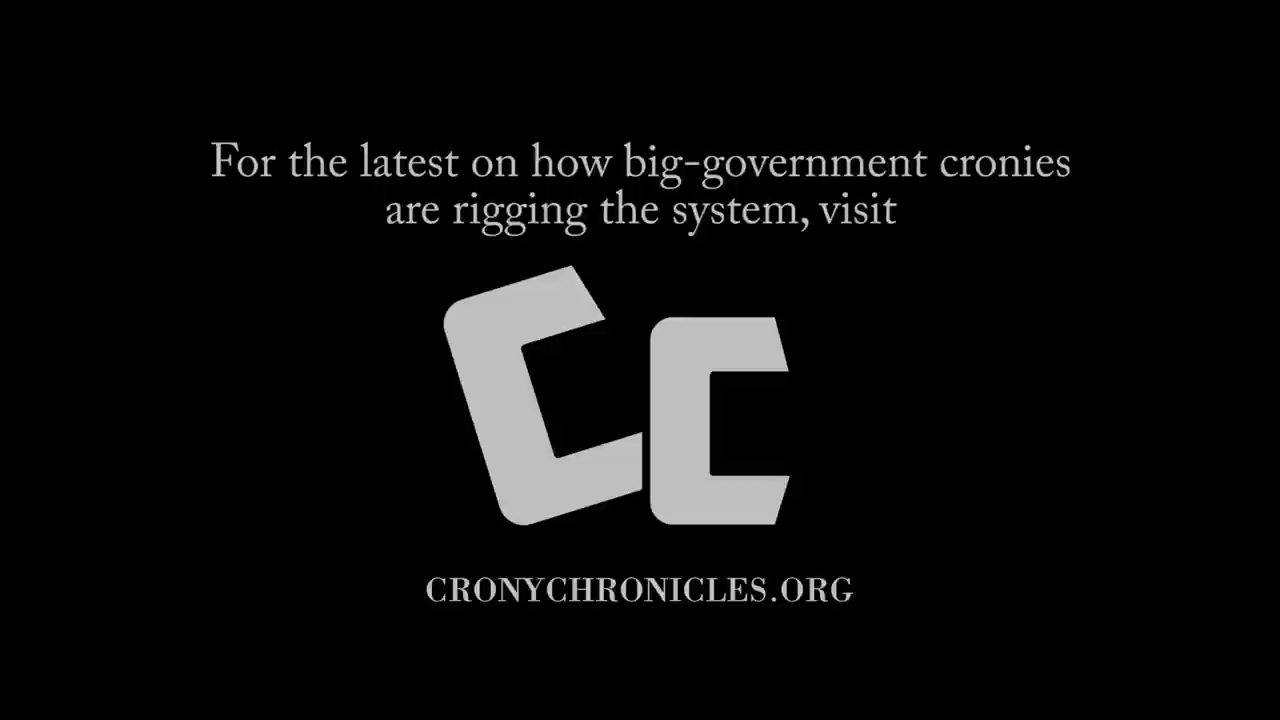 For the latest on how big-government cronies
are rigging the system, visit
Cc
CRONYCHRONICLES.ORG